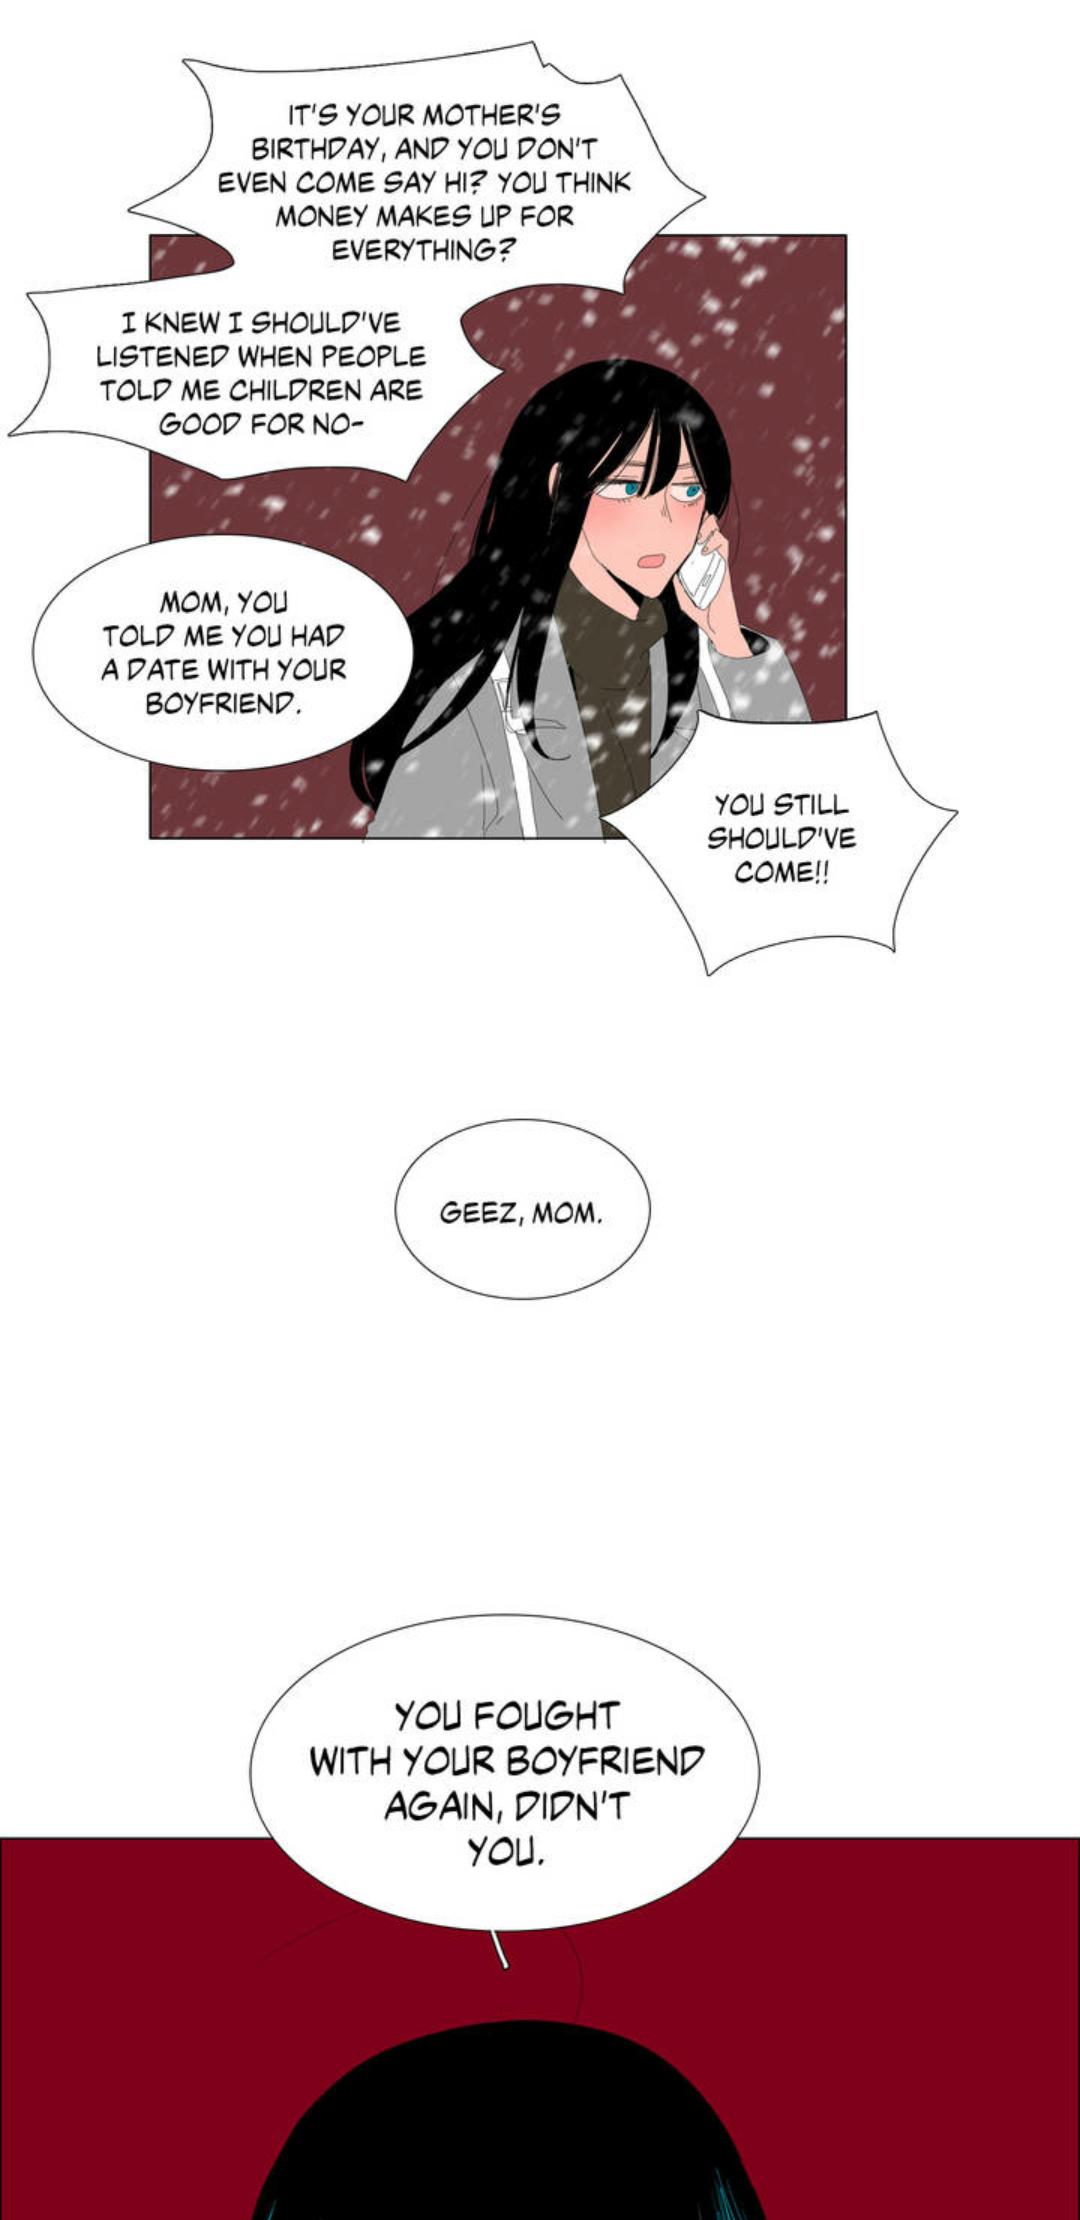 IT'S YOUR MOTHER'S
BIRTHDAY, AND YOU DON'T
EVEN COME SAY HI? YOU THINK
MONEY MAKES UP FOR
EVERYTHING?
I KNEW I SHOULD'VE
LISTENED WHEN PEOPLE
TOLD ME CHILDREN ARE
GOOD FOR NO-
MOM, YOU
TOLD ME YOU HAD
A DATE WITH YOUR
BOYFRIEND.
YOU STILL
SHOULD'VE
COME!!
GEEZ, MOM.
YOU FOUGHT
WITH YOUR BOYFRIEND
AGAIN, DIDN'T
YOU.